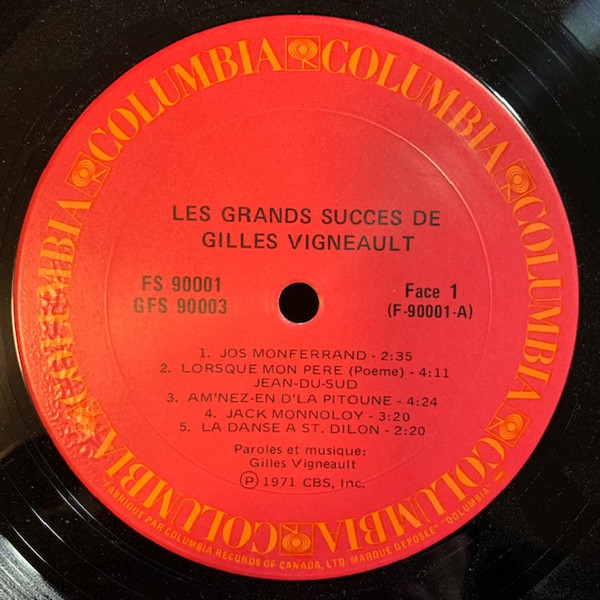 COLUMBIA COLUMBIA COLUMBIA COLUMBIA COLUMBIA COLUMBIA
LES GRANDS SUCCES DE
GILLES VIGNEAULT
FS 90001
GFS 90003
Face 1
(F-90001-A)
1. JOS MONFERRAND - 2:35
2. LORSQUE MON PERE (Poeme) - 4:11
JEAN-DU-SUD
3. AM'NEZ-EN D'LA PITOUNE - 4:24
4. JACK MONNOLOY - 3:20
5. LA DANSE A ST. DILON - 2:20
Paroles et musique:
Gilles Vigneault
Ⓟ 1971 CBS, Inc.
"FABRIQUE PAR COLUMBIA RECORDS OF CANADA, LTD. MARQUE DEPOSEE" "COLUMBIA"